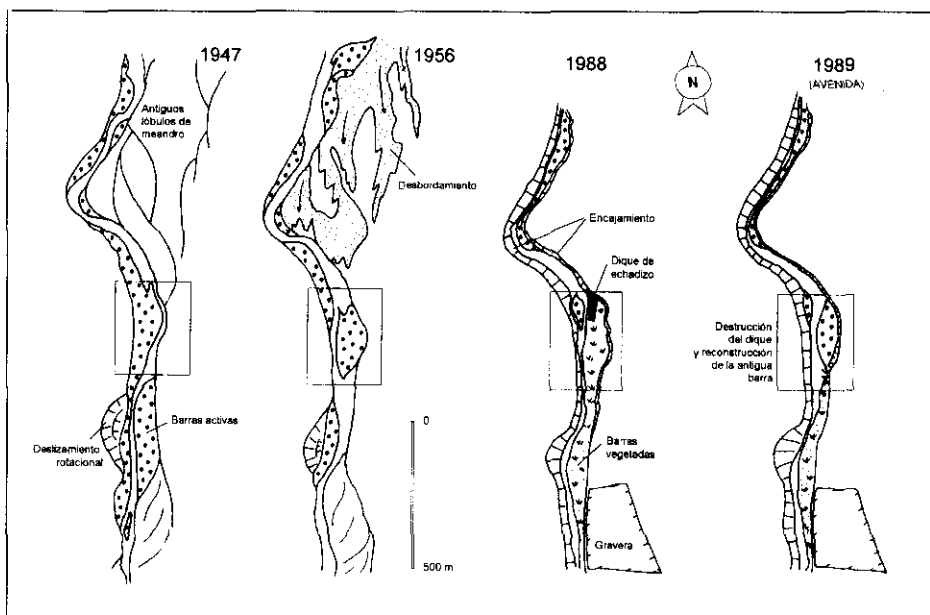 1947
Antiguos
lóbulos de
meandro
Deslizamiento
rotacional
Barras activas
1956
Desbordamiento
0
500 m
1988
Encajamiento
Dique de
echadizo
Barras
vegetadas
Gravera
N
1989
(AVENIDA)
Destrucción
del dique
y reconstrucción
de la antigua
barra